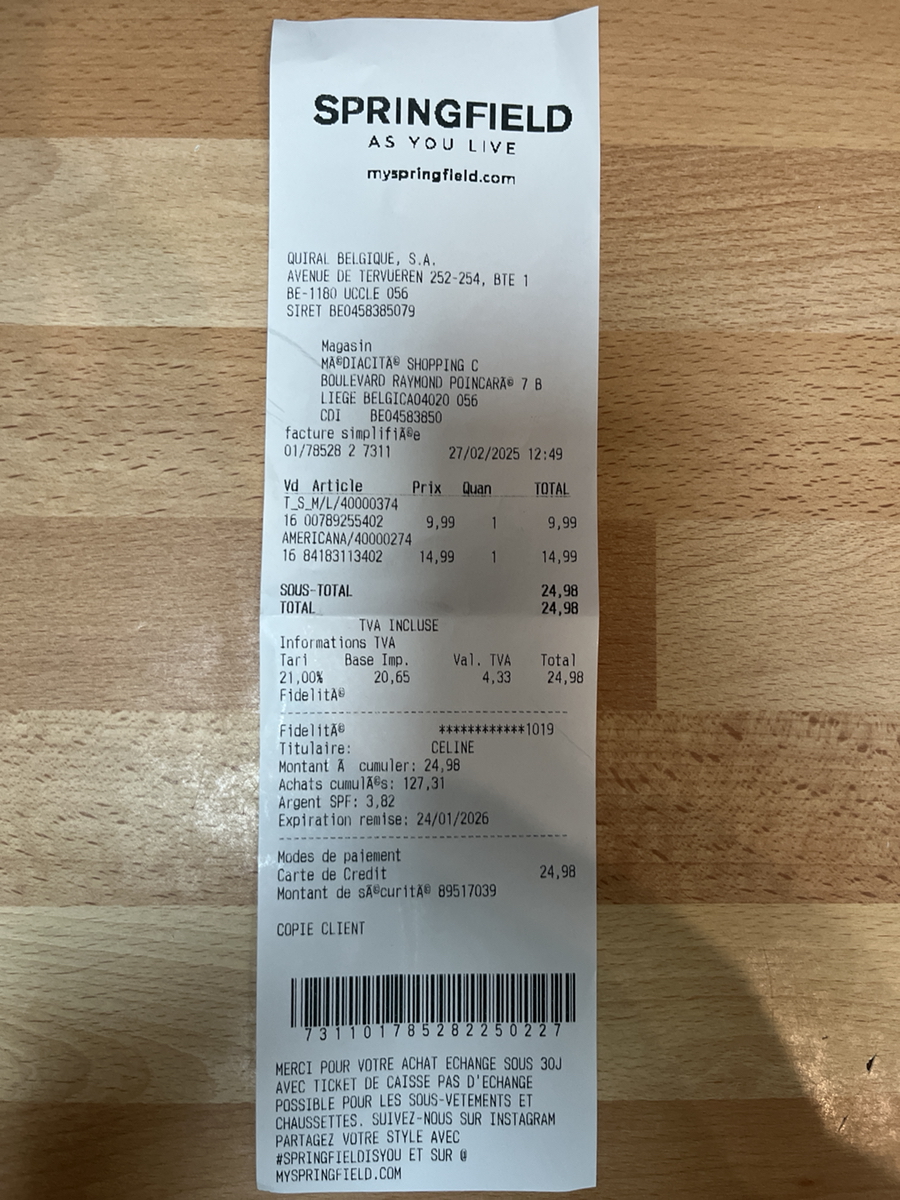 SPRINGFIELD
AS YOU LIVE
myspringfield.com
QUIRAL BELGIQUE, S.A.
AVENUE DE TERVUEREN 252-254, BTE 1
BE-1180 UCCLE 056
SIRET BE0458385079
Magasin
MÃ©DIACITÃ© SHOPPING C
BOULEVARD RAYMOND POINCARÃ© 7 B
LIEGE BELGICA04020 056
CDI BE04583850
facture simplifiÃ©e
01/78528 2 7311 27/02/2025 12:49
Vd Article Prix Quan TOTAL
T_S_M/L/40000374
16 00789255402 9,99 1 9,99
AMERICANA/40000274
16 84183113402 14,99 1 14,99
SOUS-TOTAL 24,98
TOTAL 24,98
TVA INCLUSE
Informations TVA
Tari Base Imp. Val. TVA Total
21,00% 20,65 4,33 24,98
FidelitÃ©
FidelitÃ© ************1019
Titulaire: CELINE
Montant Ã cumuler: 24,98
Achats cumulÃ©s: 127,31
Argent SPF: 3,82
Expiration remise: 24/01/2026
Modes de paiement
Carte de Credit 24,98
Montant de sÃ©curitÃ© 89517039
COPIE CLIENT
731101785282250227
MERCI POUR VOTRE ACHAT ECHANGE SOUS 30J
AVEC TICKET DE CAISSE PAS D'ECHANGE
POSSIBLE POUR LES SOUS-VETEMENTS ET
CHAUSSETTES. SUIVEZ-NOUS SUR INSTAGRAM
PARTAGEZ VOTRE STYLE AVEC
#SPRINGFIELDISYOU ET SUR @
MYSPRINGFIELD.COM